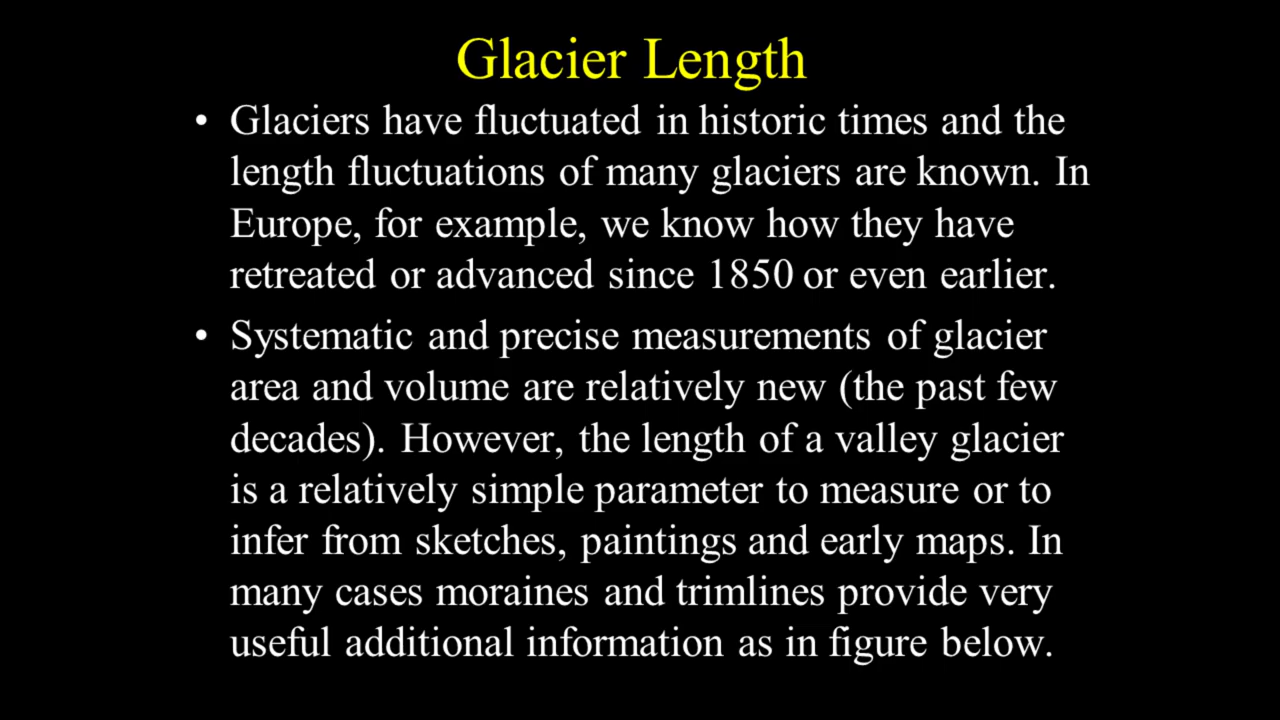 Glacier Length
• Glaciers have fluctuated in historic times and the
length fluctuations of many glaciers are known. In
Europe, for example, we know how they have
retreated or advanced since 1850 or even earlier.
• Systematic and precise measurements of glacier
area and volume are relatively new (the past few
decades). However, the length of a valley glacier
is a relatively simple parameter to measure or to
infer from sketches, paintings and early maps. In
many cases moraines and trimlines provide very
useful additional information as in figure below.